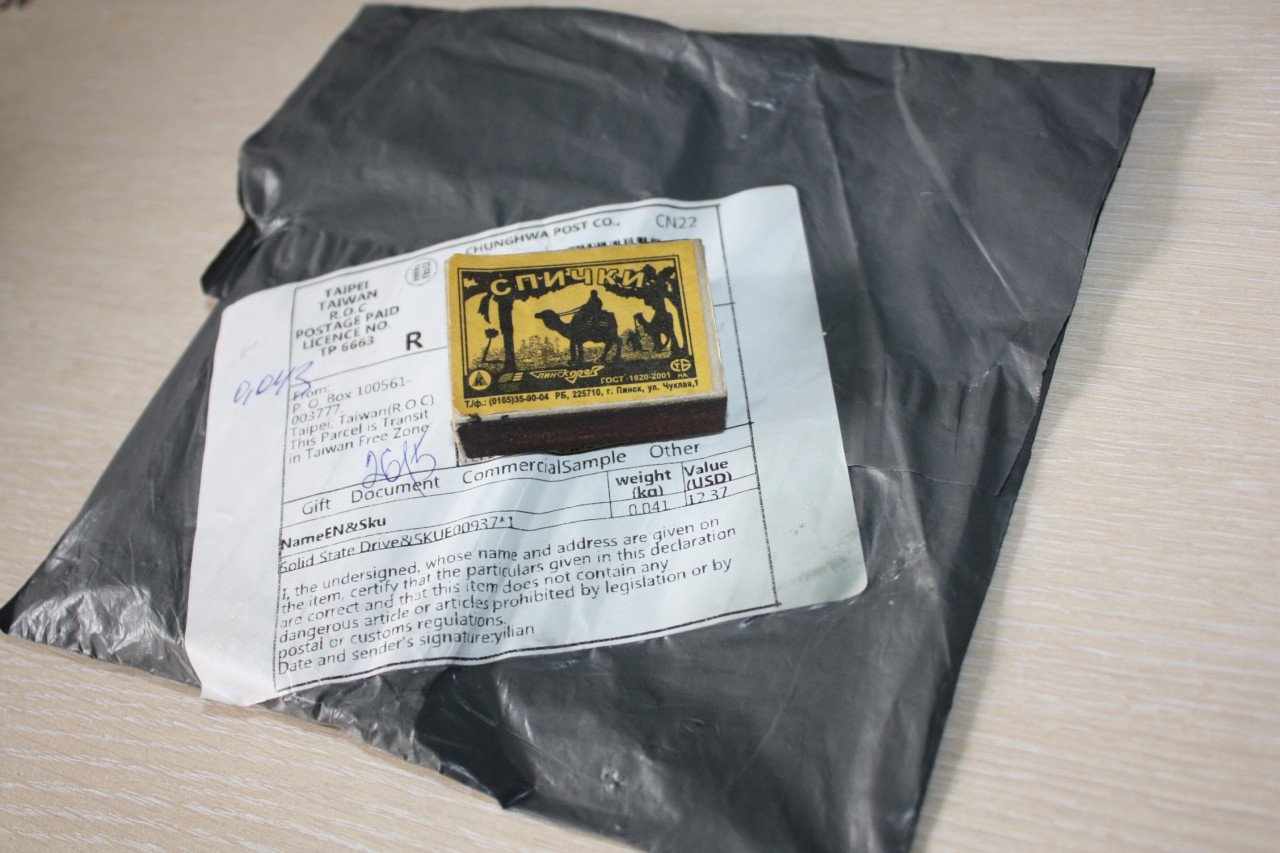 CHUNGHWA POST CO., CN22
TAIPEI
TAIWAN
R O C
POSTAGE PAID
LICENCE NO.
TP 6663
R
0,043
From:
P. O. Box 100561-
003777,
Taipei, Taiwan(R.O.C)
This Parcel is Transit
in Taiwan Free Zone
СПИЧКИ
ПИНСКДРЕВ
ГОСТ 1820-2001
НА
Т/ф.: (0165)35-90-04 РБ, 225710, г. Пинск, ул. Чуклая,1
Gift Document CommercialSample Other
weight
(kg)
Value
(USD)
NameEN&Sku
0.041 12.37
Solid State Drive&SKUE00937*1
I, the undersigned, whose name and address are given on
the item, certify that the particulars given in this declaration
are correct and that this item does not contain any
dangerous article or articles prohibited by legislation or by
postal or customs regulations.
Date and sender's signature:yilian